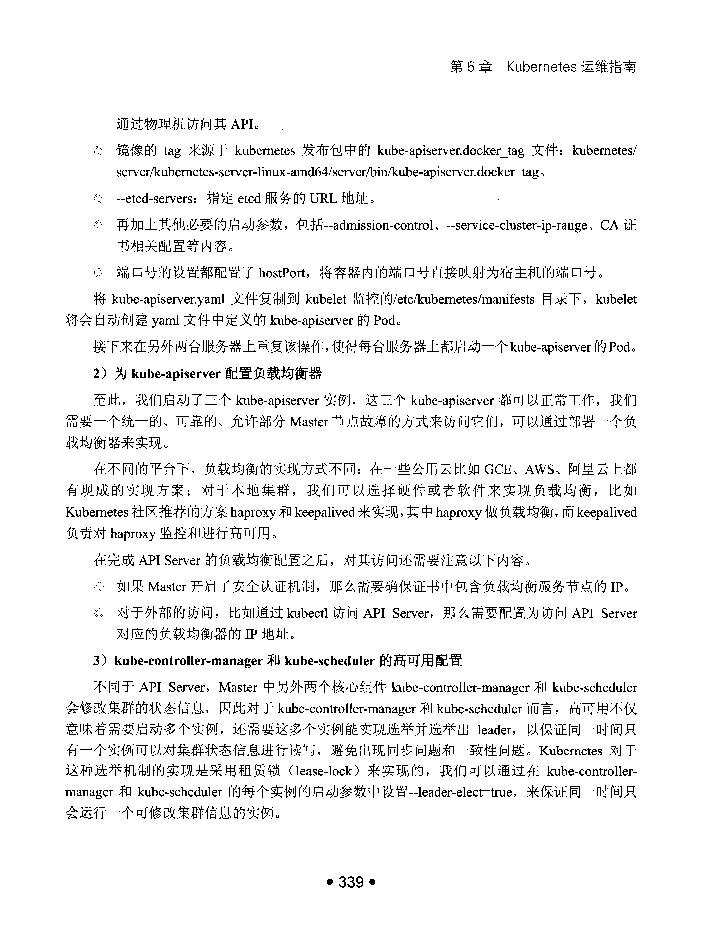 第 5 章 Kubernetes 运维指南
通过物理机访问其 API。
镜像的 tag 来源于 kubernetes 发布包中的 kube-apiserver.docker_tag 文件：kubernetes/
server/kubernetes-server-linux-amd64/server/bin/kube-apiserver.docker_tag。
--etcd-servers：指定 etcd 服务的 URL 地址。
再加上其他必要的启动参数，包括--admission-control、--service-cluster-ip-range、CA 证
书相关配置等内容。
端口号的设置都配置了 hostPort，将容器内的端口号直接映射为宿主机的端口号。
将 kube-apiserver.yaml 文件复制到 kubelet 监控的/etc/kubernetes/manifests 目录下，kubelet
将会自动创建 yaml 文件中定义的 kube-apiserver 的 Pod。
接下来在另外两台服务器上重复该操作，使得每台服务器上都启动一个 kube-apiserver 的 Pod。
2）为 kube-apiserver 配置负载均衡器
至此，我们启动了三个 kube-apiserver 实例，这三个 kube-apiserver 都可以正常工作，我们
需要一个统一的、可靠的、允许部分 Master 节点故障的方式来访问它们，可以通过部署一个负
载均衡器来实现。
在不同的平台下，负载均衡的实现方式不同：在一些公用云比如 GCE、AWS、阿里云上都
有现成的实现方案；对于本地集群，我们可以选择硬件或者软件来实现负载均衡，比如
Kubernetes 社区推荐的方案 haproxy 和 keepalived 来实现，其中 haproxy 做负载均衡，而 keepalived
负责对 haproxy 监控和进行高可用。
在完成 API Server 的负载均衡配置之后，对其访问还需要注意以下内容。
如果 Master 开启了安全认证机制，那么需要确保证书中包含负载均衡服务节点的 IP。
对于外部的访问，比如通过 kubectl 访问 API Server，那么需要配置为访问 API Server
对应的负载均衡器的 IP 地址。
3）kube-controller-manager 和 kube-scheduler 的高可用配置
不同于 API Server，Master 中另外两个核心组件 kube-controller-manager 和 kube-scheduler
会修改集群的状态信息，因此对于 kube-controller-manager 和 kube-scheduler 而言，高可用不仅
意味着需要启动多个实例，还需要这多个实例能实现选举并选举出 leader，以保证同一时间只
有一个实例可以对集群状态信息进行读写，避免出现同步问题和一致性问题。Kubernetes 对于
这种选举机制的实现是采用租赁锁（lease-lock）来实现的，我们可以通过在 kube-controller-
manager 和 kube-scheduler 的每个实例的启动参数中设置--leader-elect=true，来保证同一时间只
会运行一个可修改集群信息的实例。
• 339 •